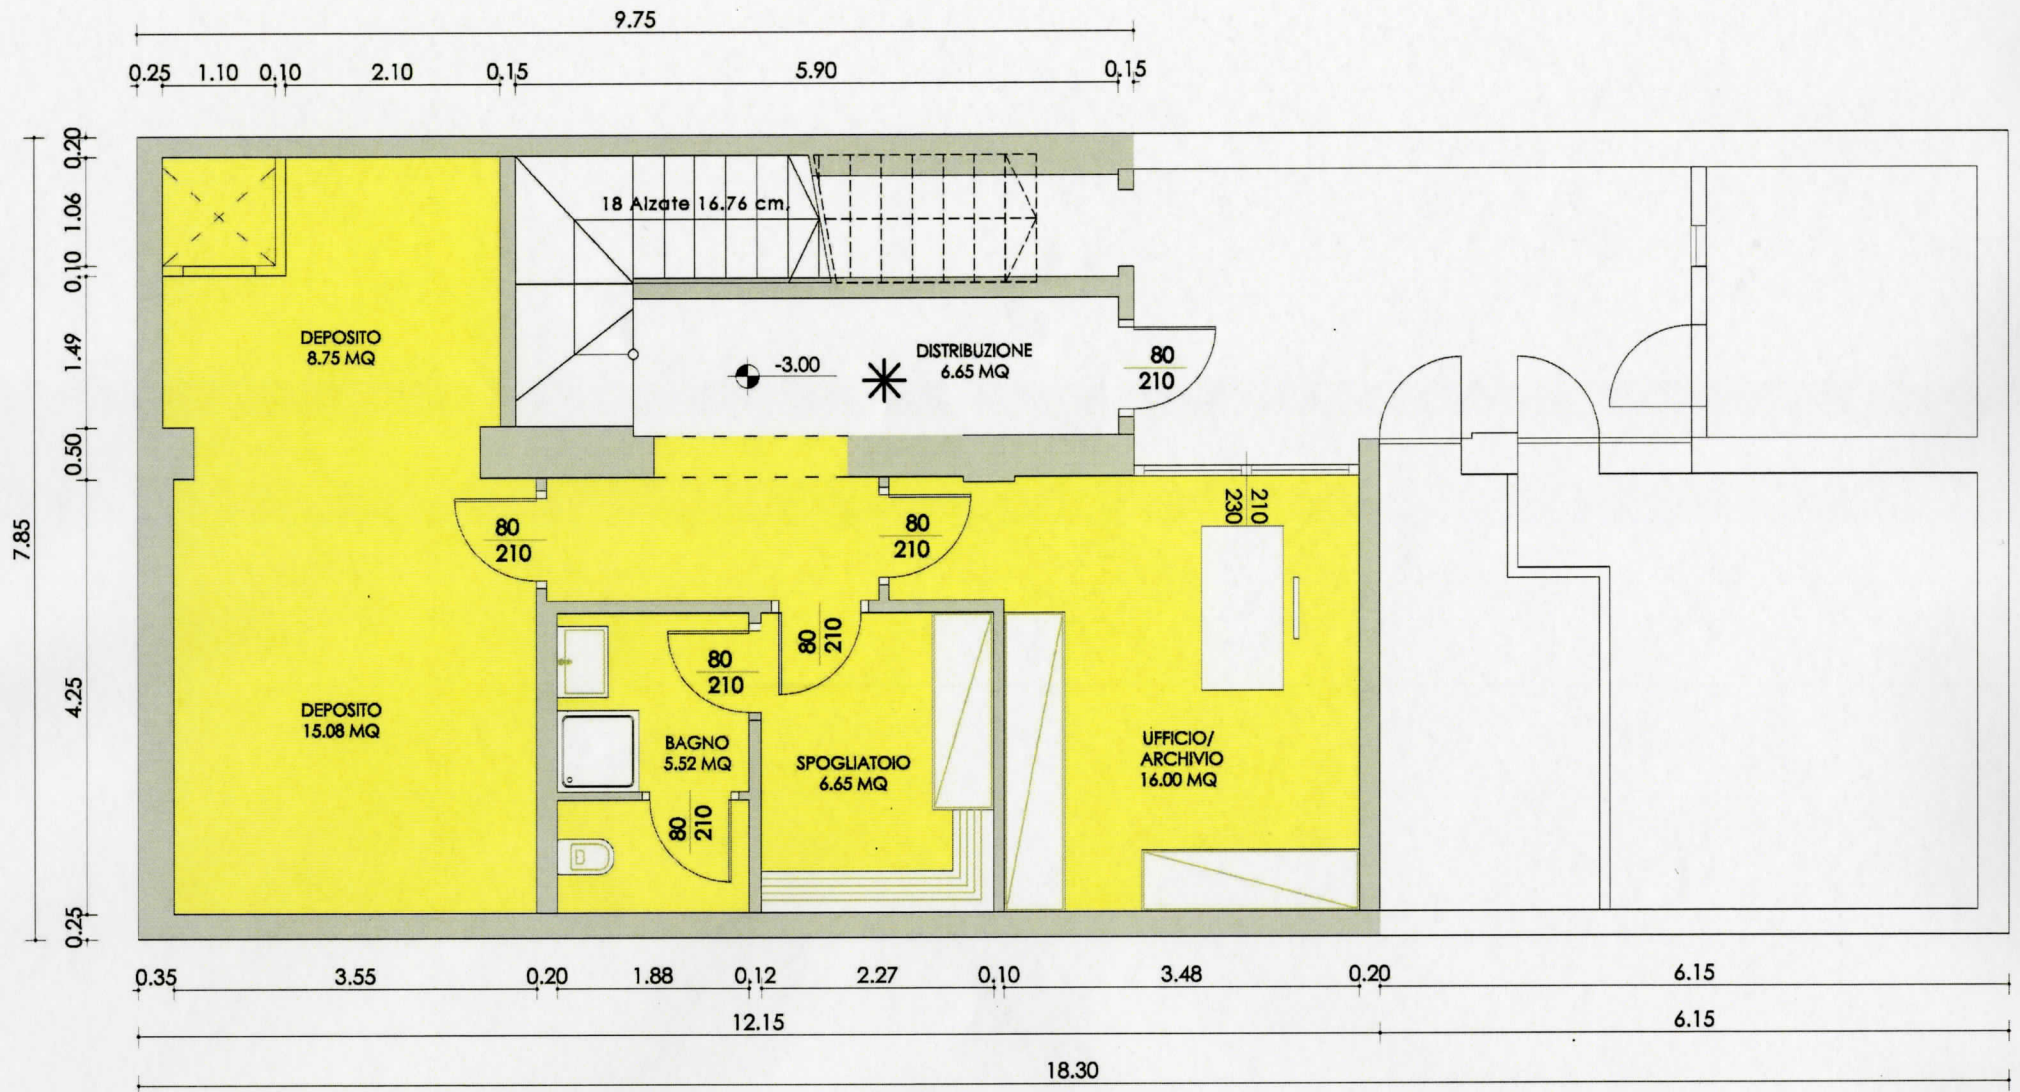 9.75
0.25 1.10 0.10 2.10 0.15 5.90 0.15
0.20
1.06
0.10
1.49
0.50
4.25
0.25
7.85
18 Alzate 16.76 cm.
DEPOSITO
8.75 MQ
-3.00
DISTRIBUZIONE
6.65 MQ
80
210
80
210
80
210
210
230
80
210
80
210
DEPOSITO
15.08 MQ
BAGNO
5.52 MQ
SPOGLIATOIO
6.65 MQ
UFFICIO/
ARCHIVIO
16.00 MQ
80
210
0.35 3.55 0.20 1.88 0.12 2.27 0.10 3.48 0.20 6.15
12.15 6.15
18.30